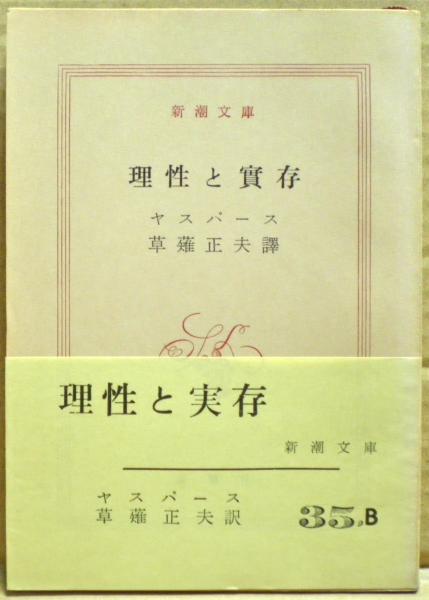 新潮文庫
理性と實存
ヤスパース
草薙正夫譯
理性と実存
新潮文庫
ヤスパース
草薙正夫訳
35.B